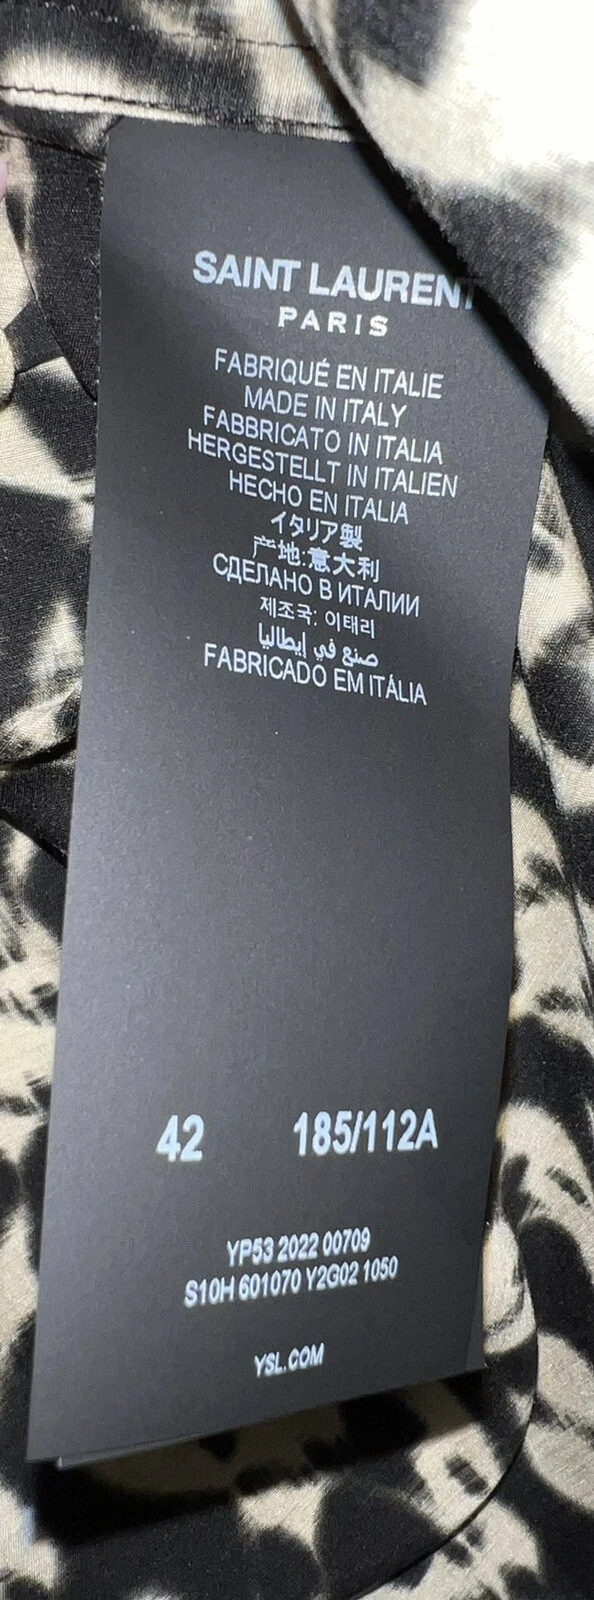 SAINT LAURENT
PARIS
FABRIQUÉ EN ITALIE
MADE IN ITALY
FABBRICATO IN ITALIA
HERGESTELLT IN ITALIEN
HECHO EN ITALIA
イタリア製
产地:意大利
СДЕЛАНО В ИТАЛИИ
제조국: 이태리
صنع في إيطاليا
FABRICADO EM ITÁLIA
42 185/112A
YP53 2022 00709
S10H 601070 Y2G02 1050
YSL.COM